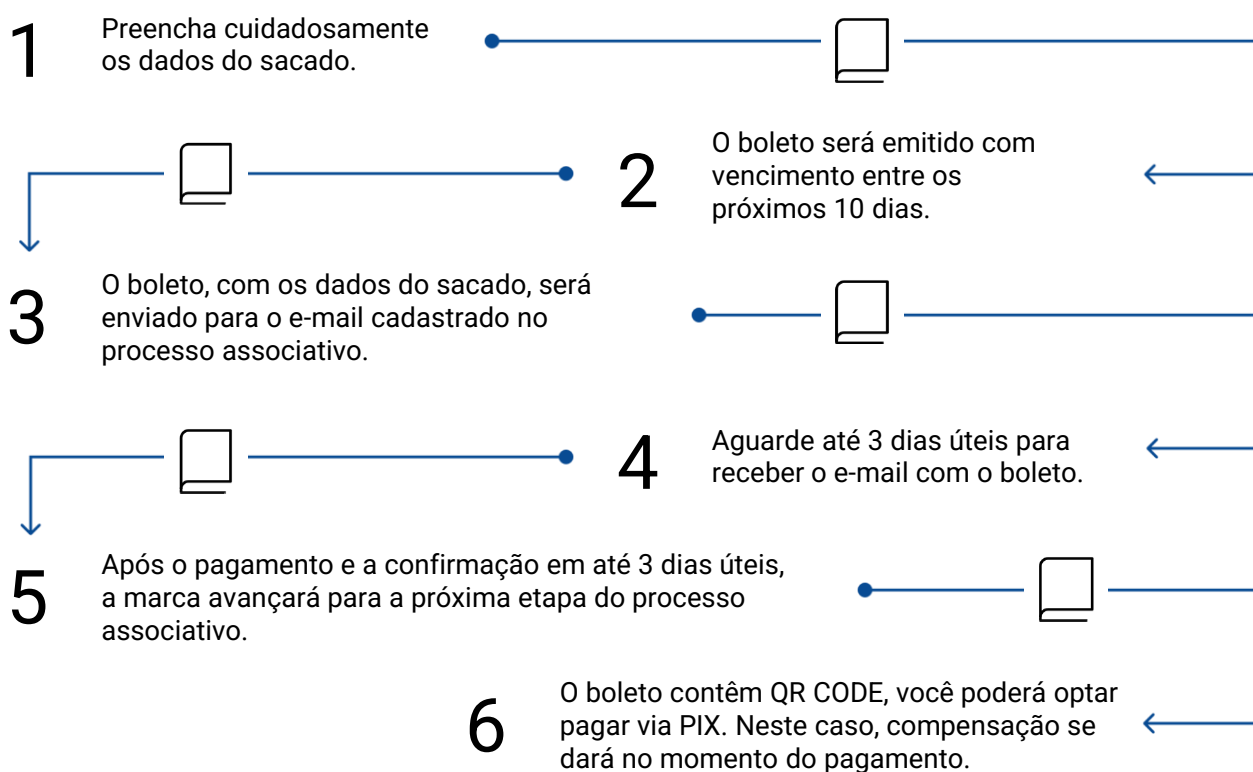 1
Preencha cuidadosamente
os dados do sacado.
2
O boleto será emitido com
vencimento entre os
próximos 10 dias.
3
O boleto, com os dados do sacado, será
enviado para o e-mail cadastrado no
processo associativo.
4
Aguarde até 3 dias úteis para
receber o e-mail com o boleto.
5
Após o pagamento e a confirmação em até 3 dias úteis,
a marca avançará para a próxima etapa do processo
associativo.
6
O boleto contêm QR CODE, você poderá optar
pagar via PIX. Neste caso, compensação se
dará no momento do pagamento.